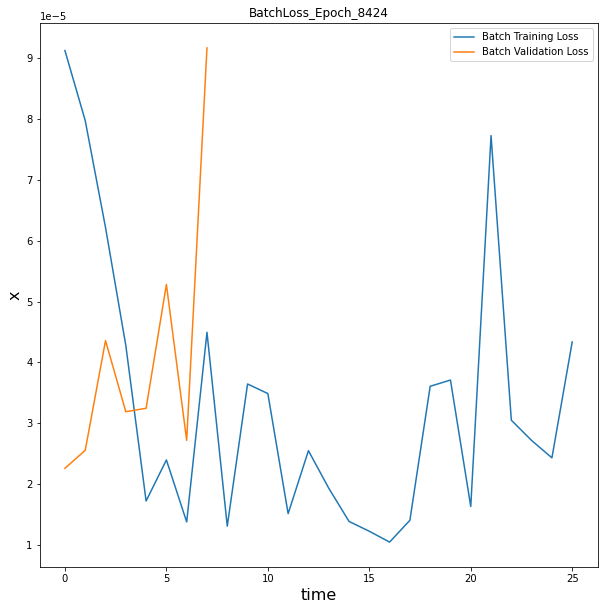 BatchLoss_Epoch_8424
1e−5
Batch Training Loss
Batch Validation Loss
9
8
7
6
5
4
3
2
1
x
0 5 10 15 20 25
time